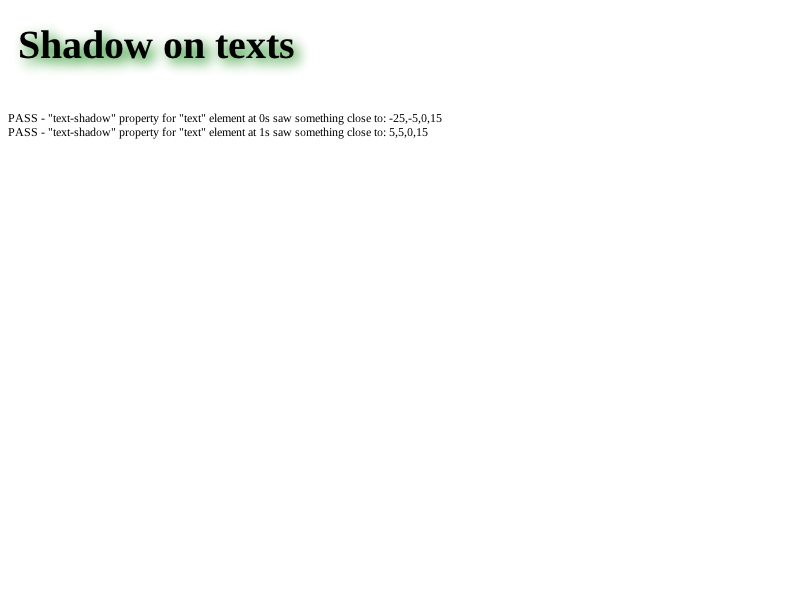 Shadow on texts
PASS - "text-shadow" property for "text" element at 0s saw something close to: -25,-5,0,15
PASS - "text-shadow" property for "text" element at 1s saw something close to: 5,5,0,15